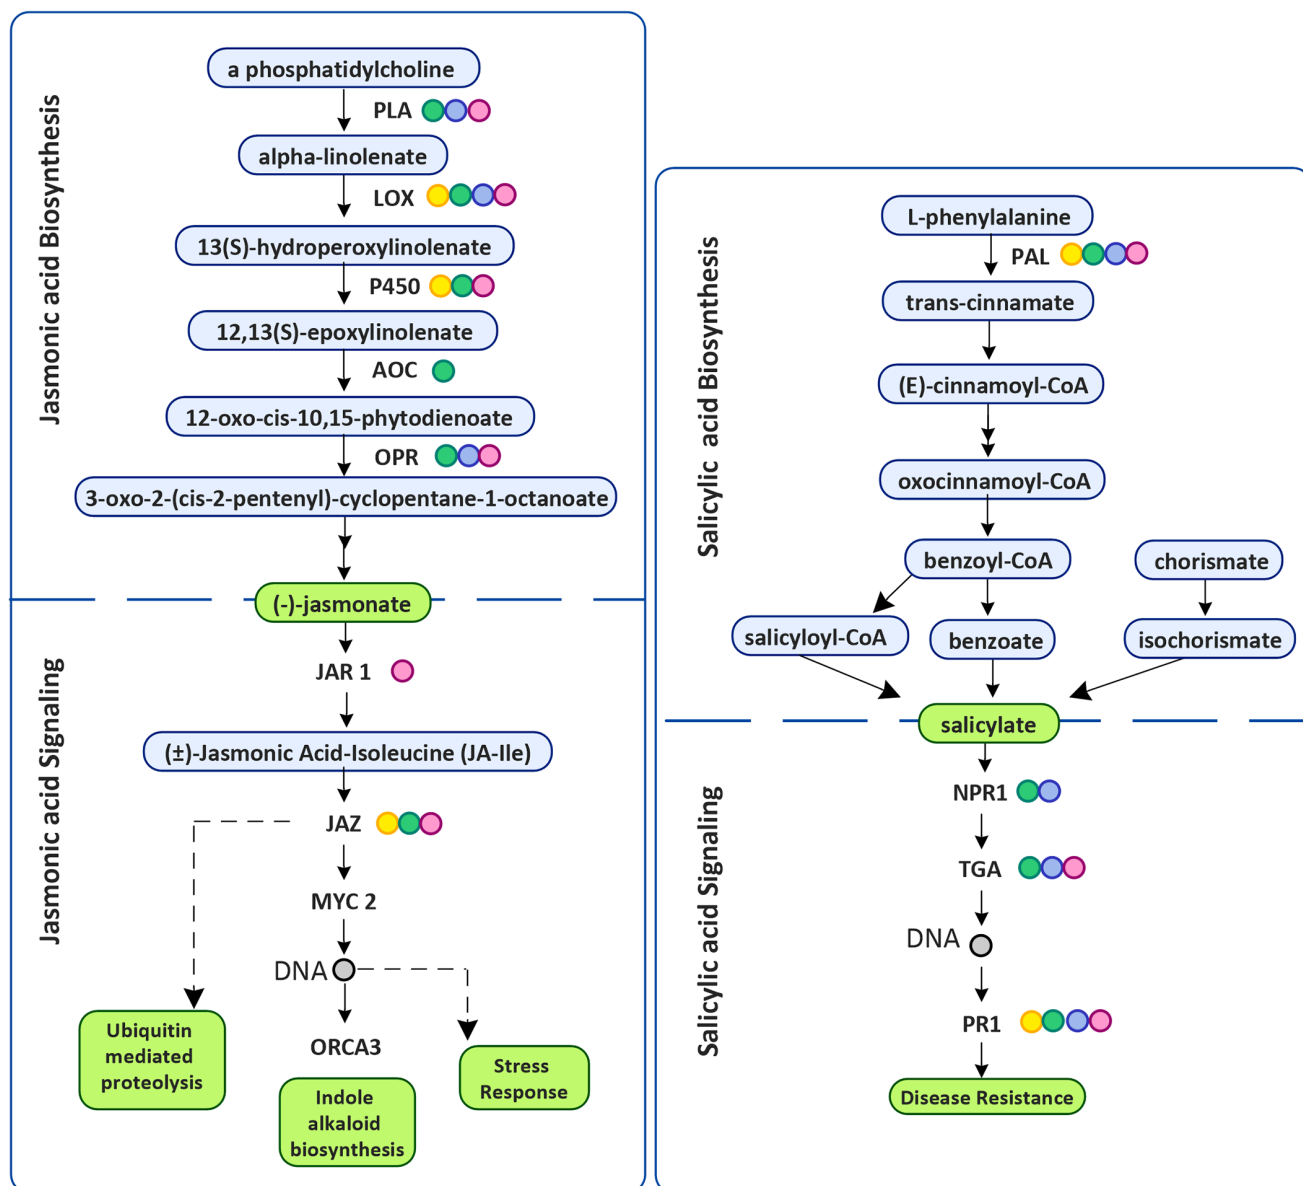 Jasmonic acid Biosynthesis
a phosphatidylcholine
PLA
alpha-linolenate
LOX
13(S)-hydroperoxylinolenate
P450
12,13(S)-epoxylinolenate
AOC
12-oxo-cis-10,15-phytodienoate
OPR
3-oxo-2-(cis-2-pentenyl)-cyclopentane-1-octanoate
(-)-jasmonate
Jasmonic acid Signaling
JAR 1
(±)-Jasmonic Acid-Isoleucine (JA-Ile)
JAZ
MYC 2
DNA
ORCA3
Ubiquitin
mediated
proteolysis
Indole
alkaloid
biosynthesis
Stress
Response
Salicylic acid Biosynthesis
L-phenylalanine
PAL
trans-cinnamate
(E)-cinnamoyl-CoA
oxocinnamoyl-CoA
benzoyl-CoA
chorismate
salicyloyl-CoA
benzoate
isochorismate
salicylate
Salicylic acid Signaling
NPR1
TGA
DNA
PR1
Disease Resistance